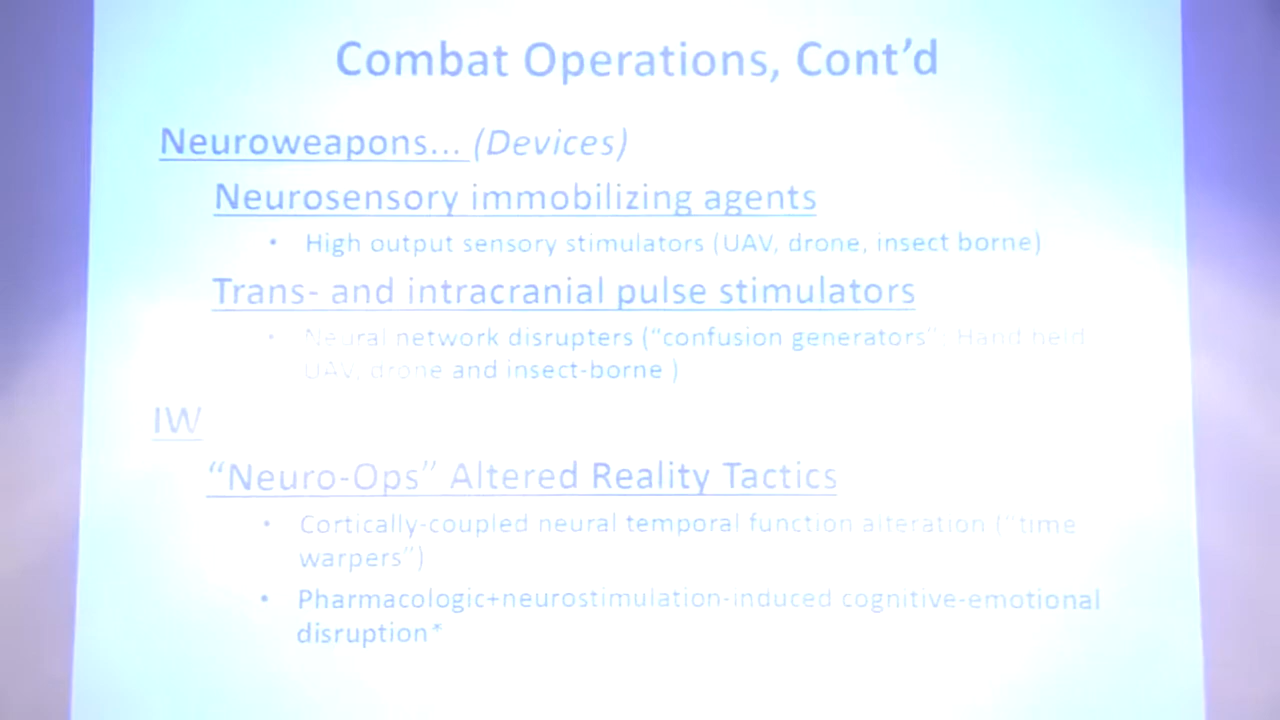 Combat Operations, Cont’d
Neuroweapons... (Devices)
Neurosensory immobilizing agents
• High output sensory stimulators (UAV, drone, insect borne)
Trans- and intracranial pulse stimulators
• Neural network disrupters (“confusion generators” Hand held
UAV, drone and insect-borne )
IW
“Neuro-Ops” Altered Reality Tactics
• Cortically-coupled neural temporal function alteration (“time
warpers”)
• Pharmacologic+neurostimulation-induced cognitive-emotional
disruption*